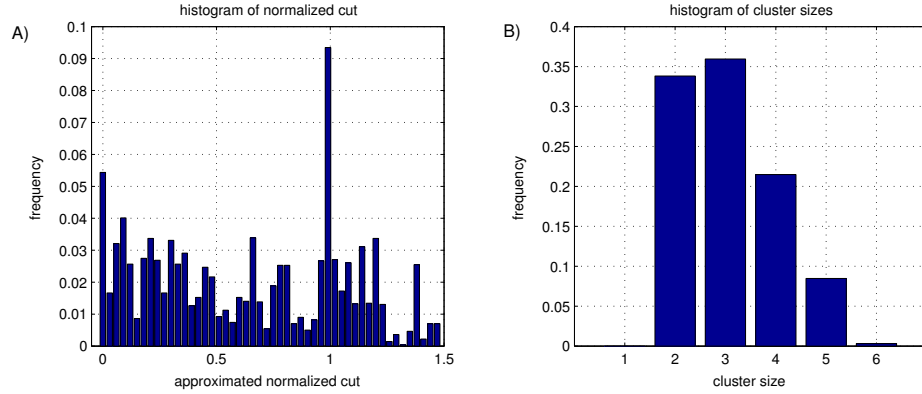 A)
histogram of normalized cut
0.1
0.09
0.08
0.07
0.06
0.05
0.04
0.03
0.02
0.01
0
frequency
0 0.5 1 1.5
approximated normalized cut
B)
histogram of cluster sizes
0.4
0.35
0.3
0.25
0.2
0.15
0.1
0.05
0
frequency
1 2 3 4 5 6
cluster size